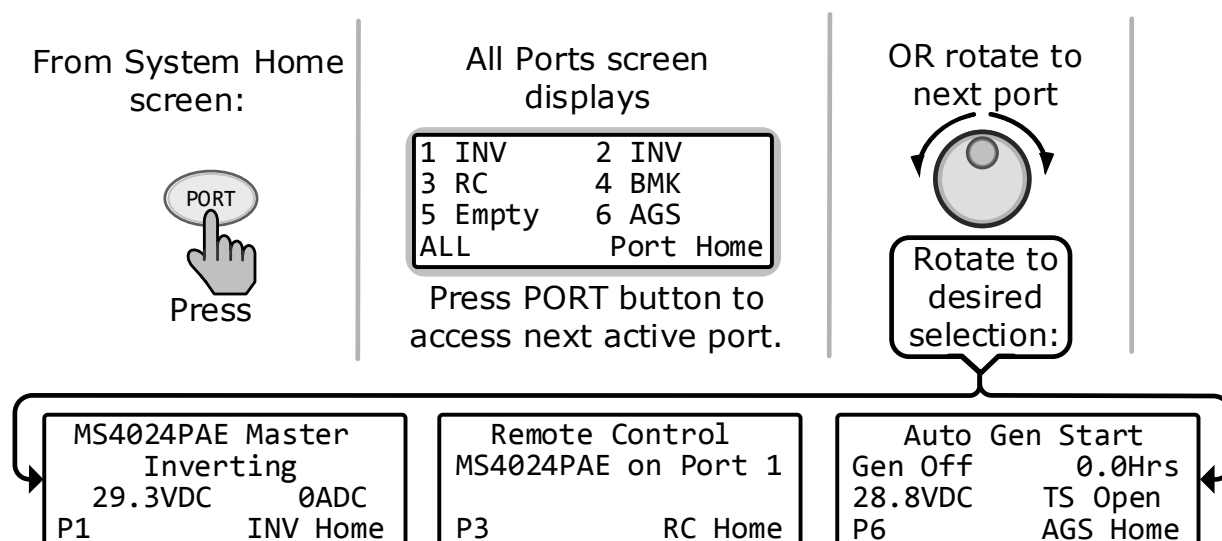 From System Home
screen:
PORT
Press
All Ports screen
displays
1 INV 2 INV
3 RC 4 BMK
5 Empty 6 AGS
ALL Port Home
Press PORT button to
access next active port.
OR rotate to
next port
Rotate to
desired
selection:
MS4024PAE Master
Inverting
29.3VDC 0ADC
P1 INV Home
Remote Control
MS4024PAE on Port 1
P3 RC Home
Auto Gen Start
Gen Off 0.0Hrs
28.8VDC TS Open
P6 AGS Home